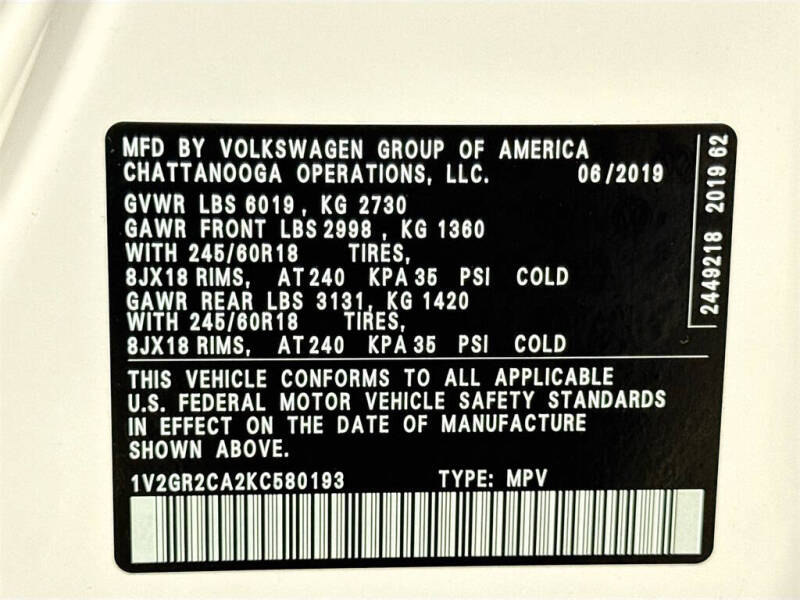 MFD BY VOLKSWAGEN GROUP OF AMERICA
CHATTANOOGA OPERATIONS, LLC. 06/2019
GVWR LBS 6019 , KG 2730
GAWR FRONT LBS 2998 , KG 1360
WITH 245/60R18 TIRES,
8JX18 RIMS, AT 240 KPA 35 PSI COLD
GAWR REAR LBS 3131, KG 1420
WITH 245/60R18 TIRES,
8JX18 RIMS, AT 240 KPA 35 PSI COLD
THIS VEHICLE CONFORMS TO ALL APPLICABLE
U.S. FEDERAL MOTOR VEHICLE SAFETY STANDARDS
IN EFFECT ON THE DATE OF MANUFACTURE
SHOWN ABOVE.
1V2GR2CA2KC580193 TYPE: MPV
2449218 2019 62